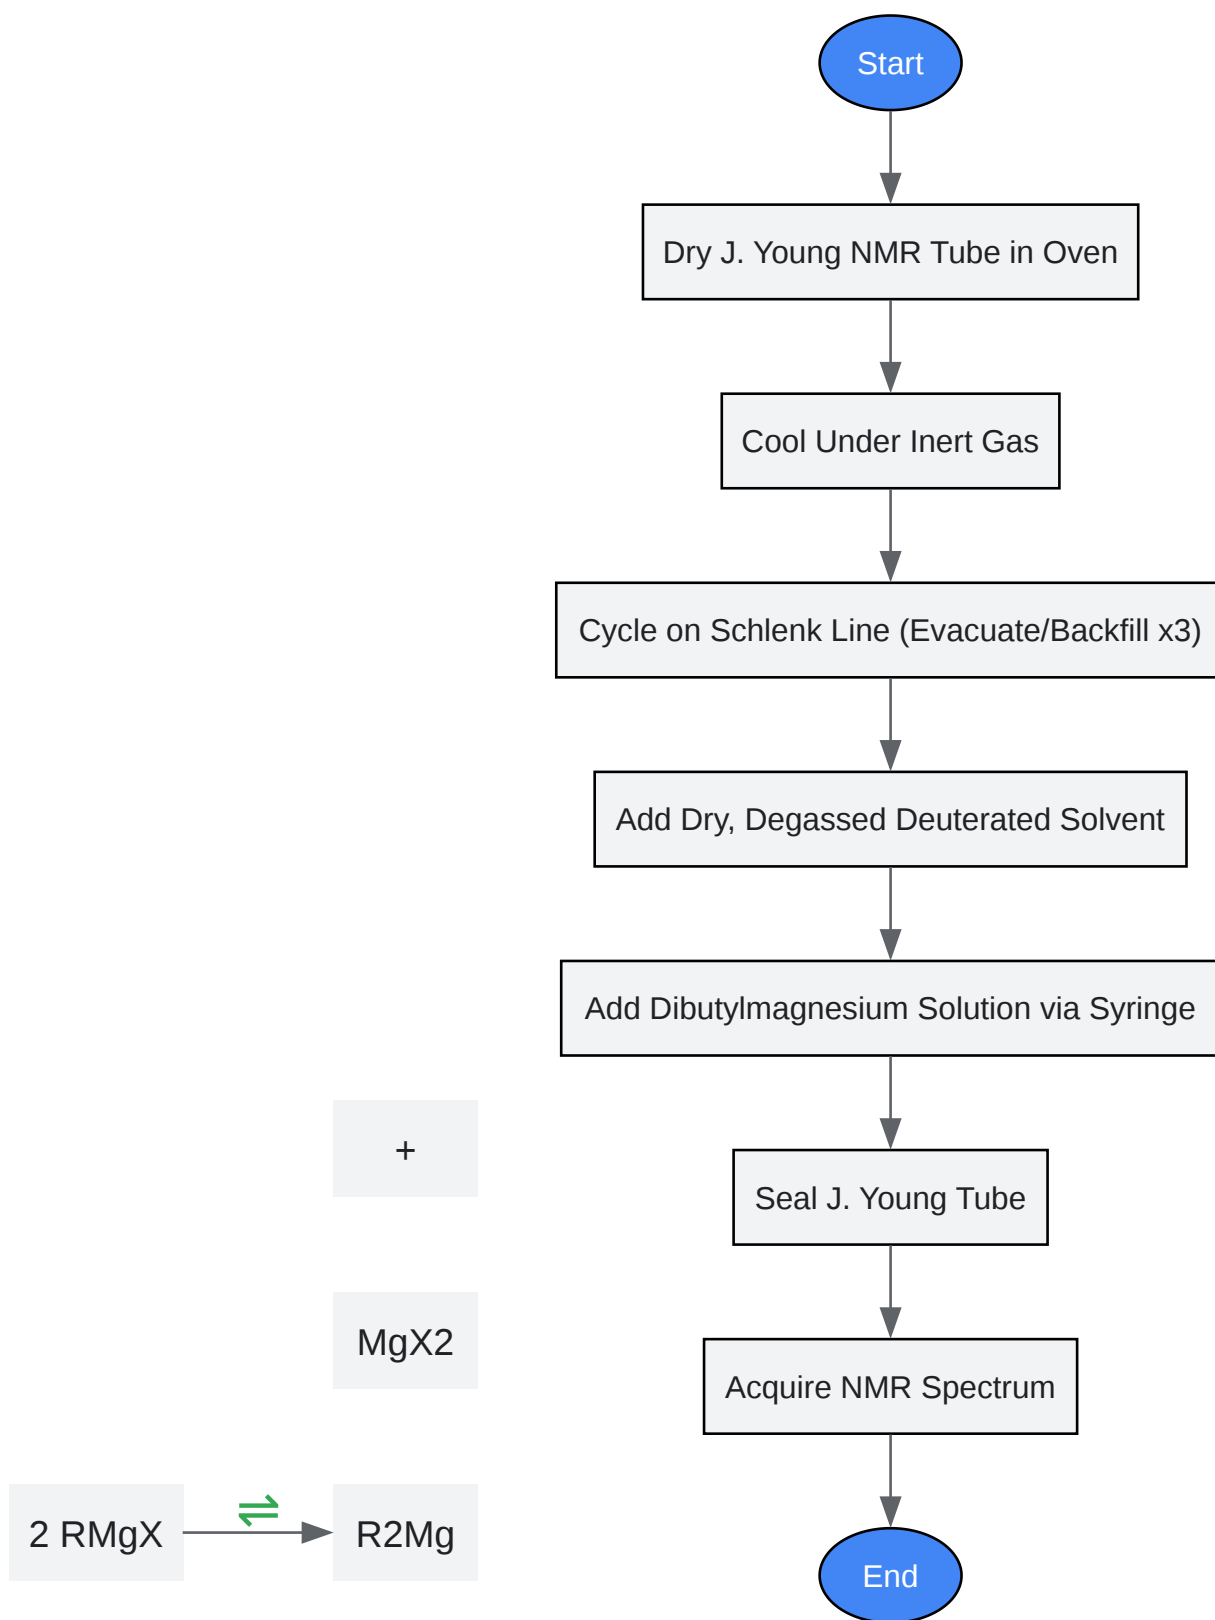 Start
Dry J. Young NMR Tube in Oven
Cool Under Inert Gas
Cycle on Schlenk Line (Evacuate/Backfill x3)
Add Dry, Degassed Deuterated Solvent
Add Dibutylmagnesium Solution via Syringe
Seal J. Young Tube
Acquire NMR Spectrum
End
+
MgX2
2 RMgX ⇌ R2Mg